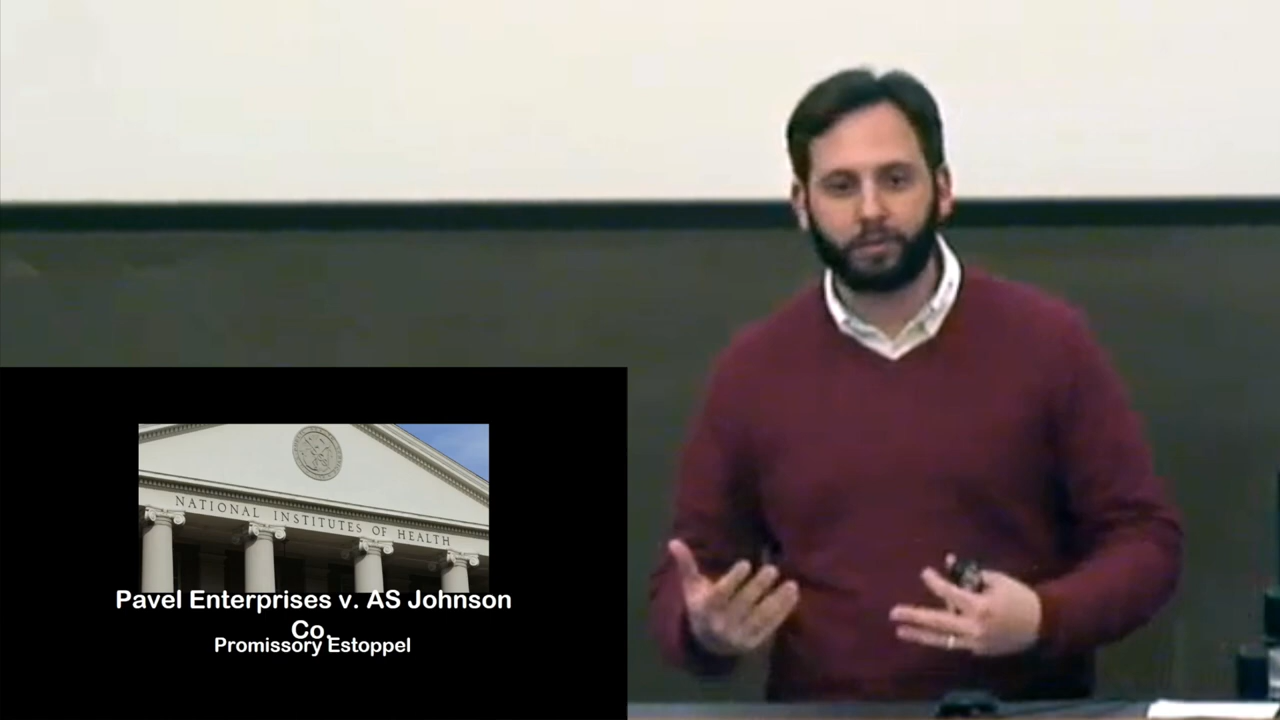 NATIONAL INSTITUTES OF HEALTH
Pavel Enterprises v. AS Johnson
Co.
Promissory Estoppel